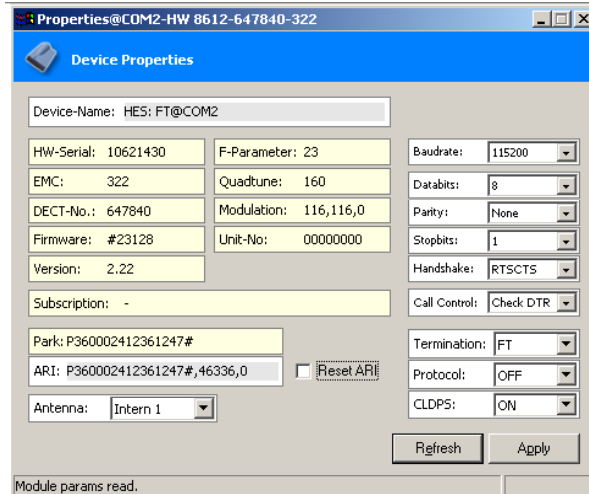 Properties@COM2-HW 8612-647840-322
Device Properties
Device-Name: HES: FT@COM2
HW-Serial: 10621430
F-Parameter: 23
Baudrate: 115200
EMC: 322
Quadtune: 160
Databits: 8
DECT-No.: 647840
Modulation: 116,116,0
Parity: None
Firmware: #23128
Unit-No: 00000000
Stopbits: 1
Version: 2.22
Handshake: RTSCTS
Subscription: -
Call Control: Check DTR
Park: P360002412361247#
Termination: FT
ARI: P360002412361247#,46336,0
Reset ARI
Protocol: OFF
Antenna: Intern 1
CLDPS: ON
Refresh
Apply
Module params read.